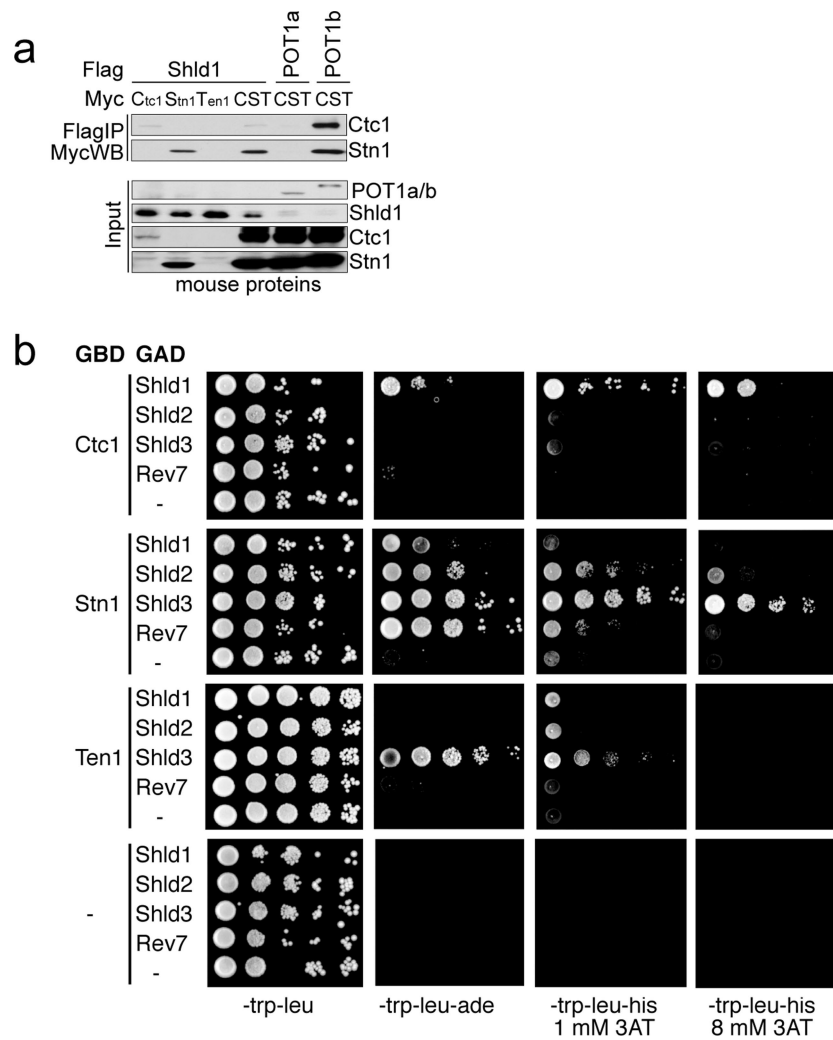 a
Flag Shld1 POT1a POT1b
Myc Ctc1 Stn1 Ten1 CST CST CST
FlagIP
MycWB
Ctc1
Stn1
Input
POT1a/b
Shld1
Ctc1
Stn1
mouse proteins
b
GBD GAD
Ctc1
Shld1
Shld2
Shld3
Rev7
-
Stn1
Shld1
Shld2
Shld3
Rev7
-
Ten1
Shld1
Shld2
Shld3
Rev7
-
-
Shld1
Shld2
Shld3
Rev7
-
-trp-leu
-trp-leu-ade
-trp-leu-his
1 mM 3AT
-trp-leu-his
8 mM 3AT